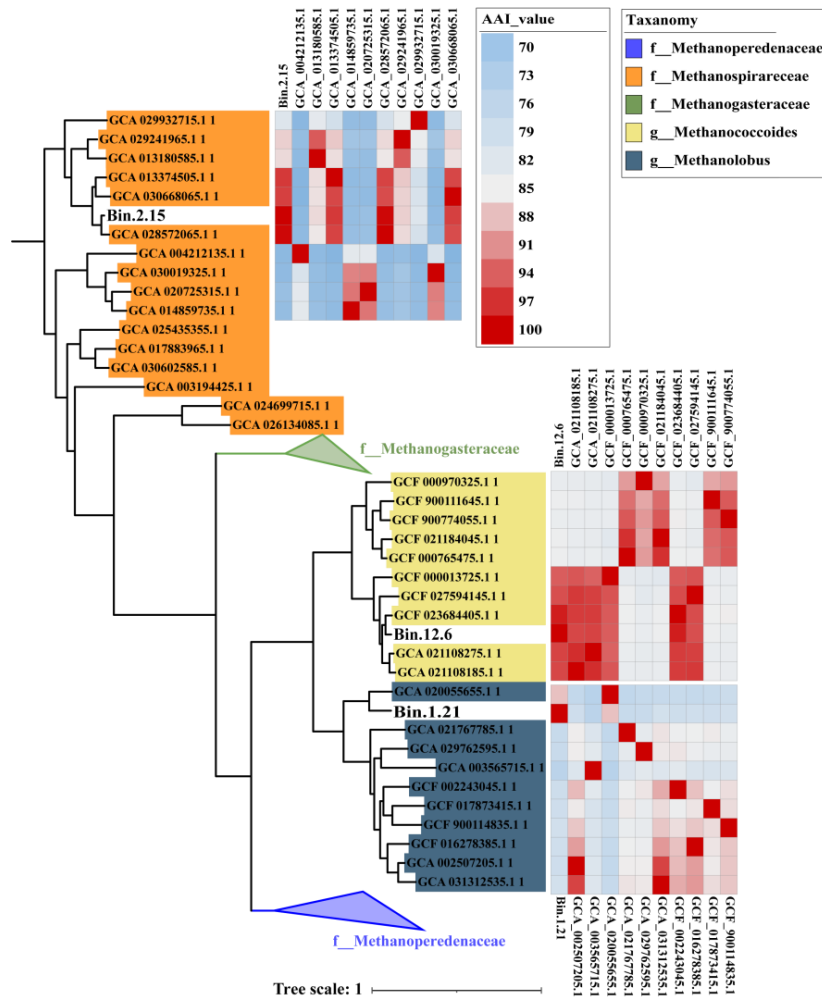 Bin.2.15
GCA_004212135.1
GCA_013180585.1
GCA_013374505.1
GCA_014859735.1
GCA_020725315.1
GCA_028572065.1
GCA_029241965.1
GCA_029932715.1
GCA_030019325.1
GCA_030668065.1
AAI_value
70
73
76
79
82
85
88
91
94
97
100
Taxanomy
f__Methanoperedenaceae
f__Methanospirareceae
f__Methanogasteraceae
g__Methanococcoides
g__Methanolobus
GCA 029932715.1 1
GCA 029241965.1 1
GCA 013180585.1 1
GCA 013374505.1 1
GCA 030668065.1 1
Bin.2.15
GCA 028572065.1 1
GCA 004212135.1 1
GCA 030019325.1 1
GCA 020725315.1 1
GCA 014859735.1 1
GCA 025435355.1 1
GCA 017883965.1 1
GCA 030602585.1 1
GCA 003194425.1 1
GCA 024699715.1 1
GCA 026134085.1 1
f__Methanogasteraceae
Bin.12.6
GCA_021108185.1
GCA_021108275.1
GCF_000013725.1
GCF_000765475.1
GCF_000970325.1
GCF_021184045.1
GCF_023684405.1
GCF_027594145.1
GCF_900111645.1
GCF_900774055.1
GCF 000970325.1 1
GCF 900111645.1 1
GCF 900774055.1 1
GCF 021184045.1 1
GCF 000765475.1 1
GCF 000013725.1 1
GCF 027594145.1 1
GCF 023684405.1 1
Bin.12.6
GCA 021108275.1 1
GCA 021108185.1 1
GCA 020055655.1 1
Bin.1.21
GCA 021767785.1 1
GCA 029762595.1 1
GCA 003565715.1 1
GCF 002243045.1 1
GCF 017873415.1 1
GCF 900114835.1 1
GCF 016278385.1 1
GCA 002507205.1 1
GCA 031312535.1 1
f__Methanoperedenaceae
Bin.1.21
GCA_002507205.1
GCA_003565715.1
GCA_020055655.1
GCA_021767785.1
GCA_029762595.1
GCA_031312535.1
GCF_002243045.1
GCF_016278385.1
GCF_017873415.1
GCF_900114835.1
Tree scale: 1